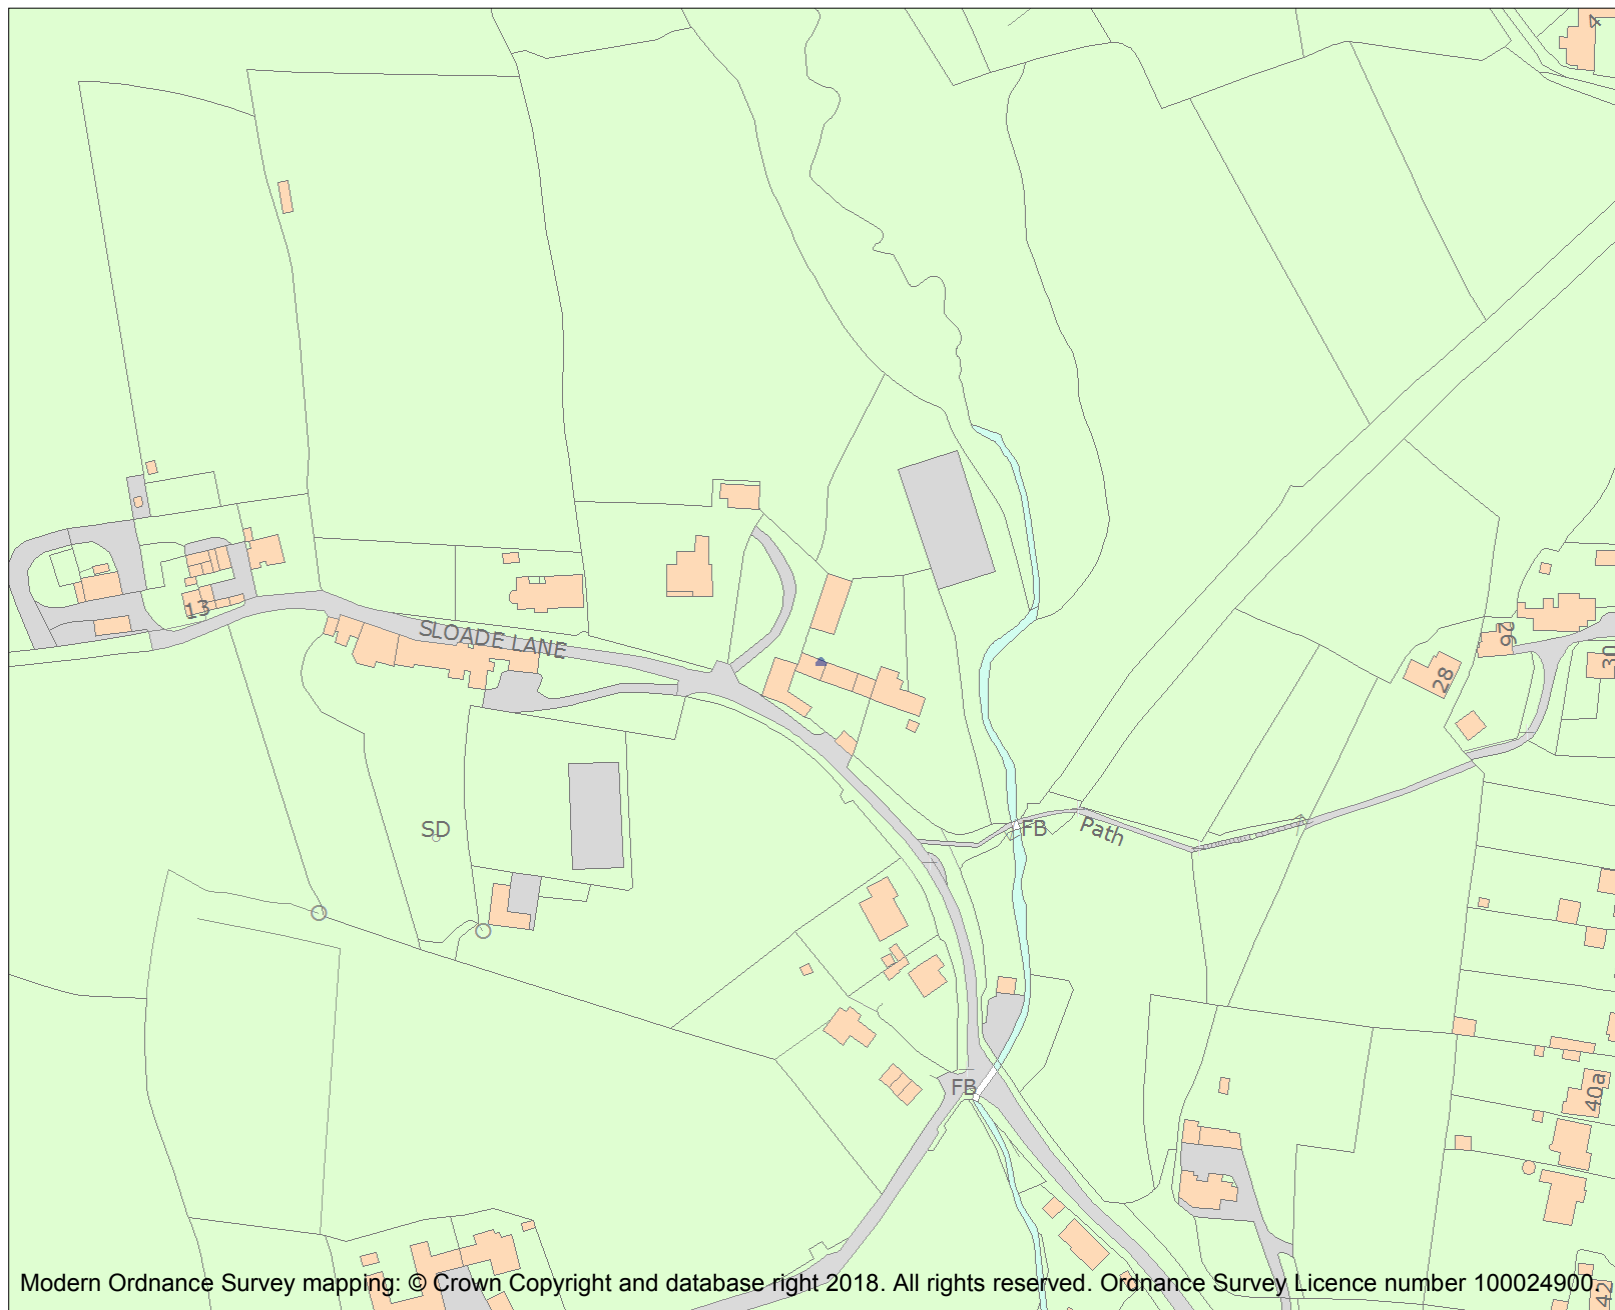 4
13
SLOADE LANE
26
30
28
SD
FB
Path
FB
40a
42
Modern Ordnance Survey mapping: © Crown Copyright and database right 2018. All rights reserved. Ordnance Survey Licence number 100024900.